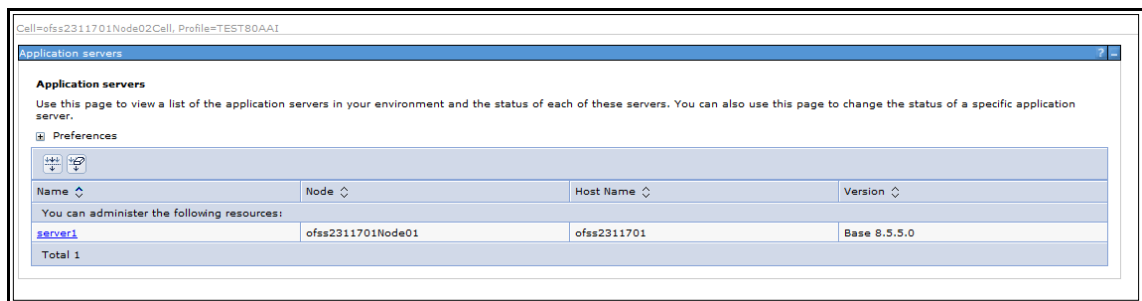 Cell=ofss2311701Node02Cell, Profile=TEST80AAI
Application servers ? -
Application servers
Use this page to view a list of the application servers in your environment and the status of each of these servers. You can also use this page to change the status of a specific application
server.
+ Preferences
Name Node Host Name Version
You can administer the following resources:
server1 ofss2311701Node01 ofss2311701 Base 8.5.5.0
Total 1